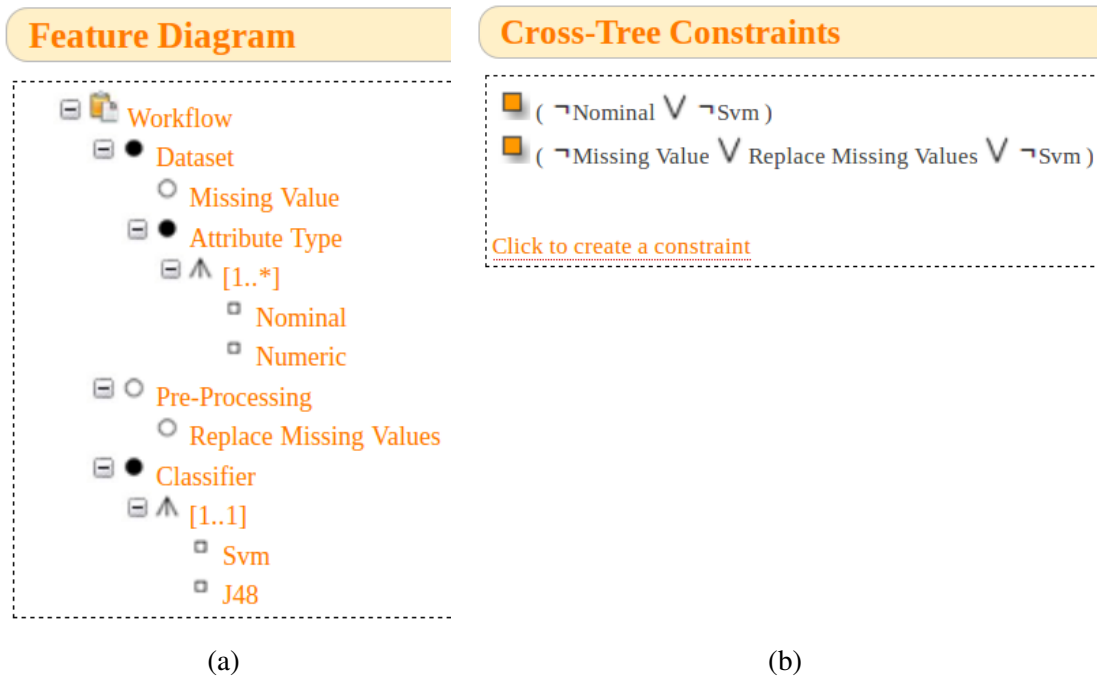 Feature Diagram
Workflow
Dataset
Missing Value
Attribute Type
[1..*]
Nominal
Numeric
Pre-Processing
Replace Missing Values
Classifier
[1..1]
Svm
J48
(a)
Cross-Tree Constraints
( ¬Nominal ∨ ¬Svm )
( ¬Missing Value ∨ Replace Missing Values ∨ ¬Svm )
Click to create a constraint
(b)